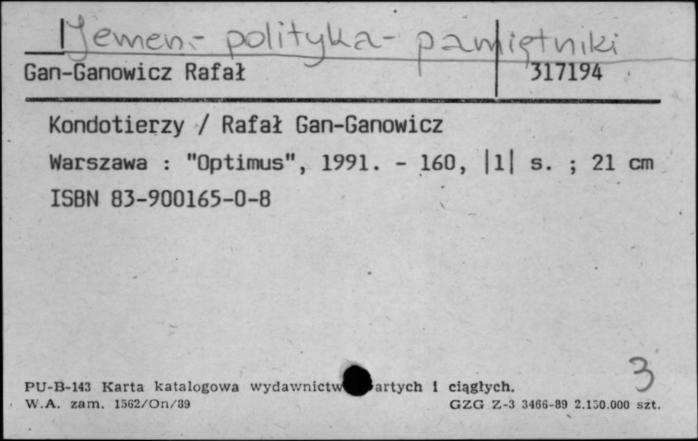 Jemen - polityka - pamiętniki
Gan-Ganowicz Rafał 317194
Kondotierzy / Rafał Gan-Ganowicz
Warszawa : "Optimus", 1991. - 160, |1| s. ; 21 cm
ISBN 83-900165-0-8
3
PU-B-143 Karta katalogowa wydawnictw artych i ciągłych.
W.A. zam. 1562/On/89 GZG Z-3 3466-89 2.150.000 szt.